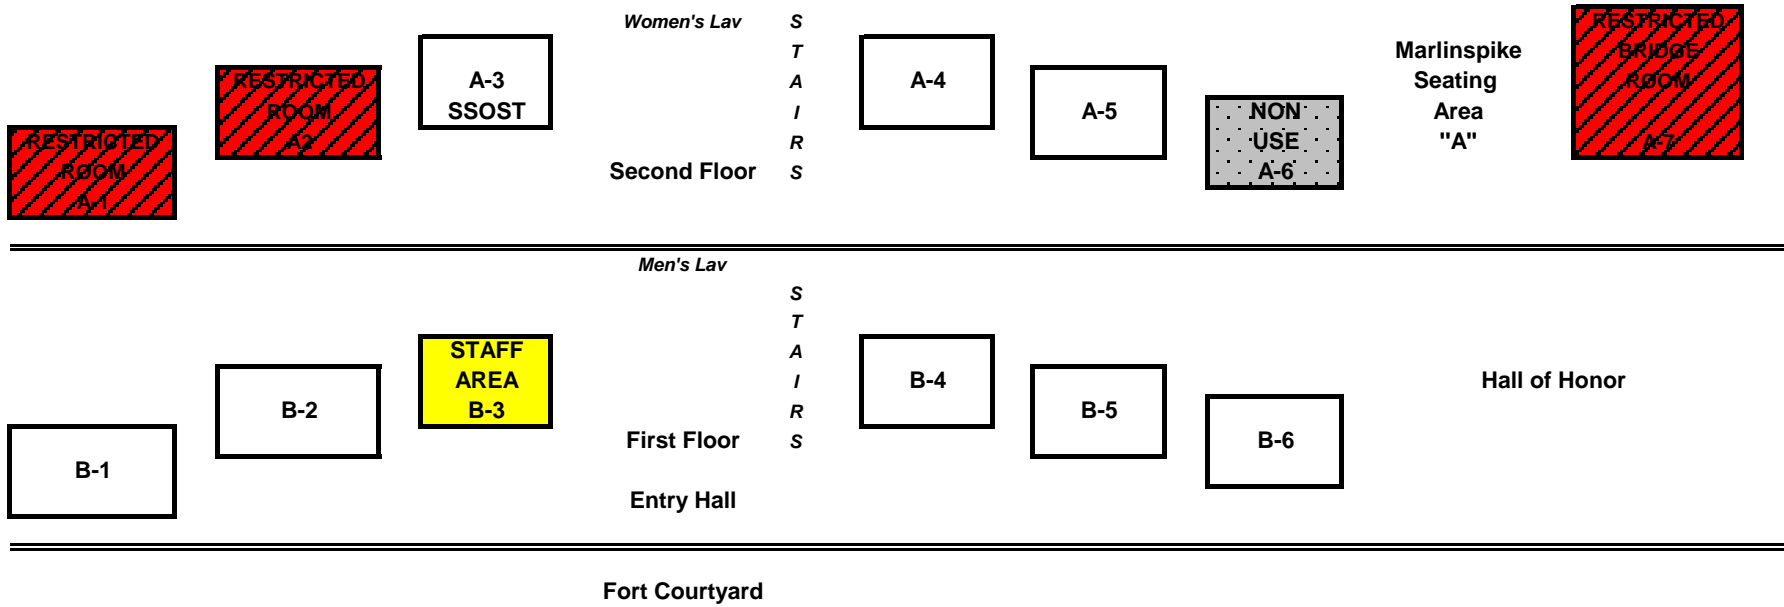 Women's Lav
STAIRS
RESTRICTED
ROOM
A-1
RESTRICTED
ROOM
A2
A-3
SSOST
Second Floor
A-4
A-5
NON
USE
A-6
Marlinspike
Seating
Area
"A"
RESTRICTED
BRIDGE
ROOM
A-7
Men's Lav
STAIRS
B-1
B-2
STAFF
AREA
B-3
First Floor
Entry Hall
B-4
B-5
B-6
Hall of Honor
Fort Courtyard